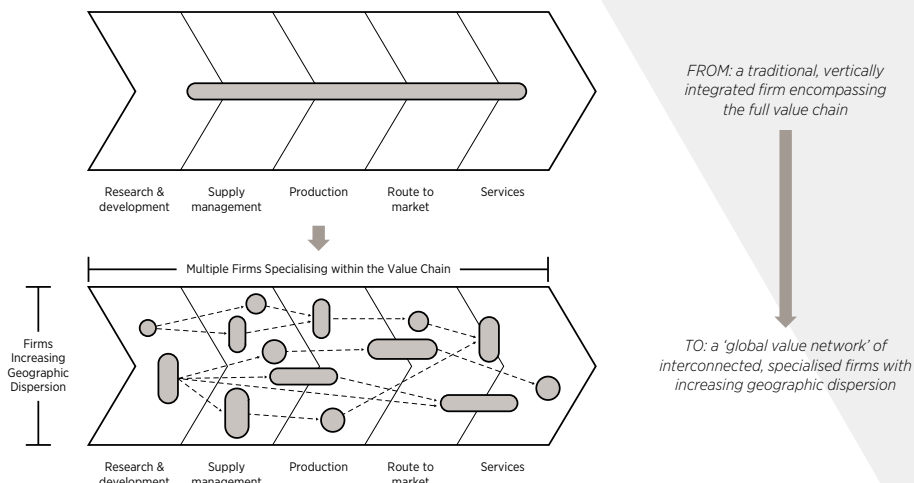 FROM: a traditional, vertically
integrated firm encompassing
the full value chain
Research &
development
Supply
management
Production
Route to
market
Services
Multiple Firms Specialising within the Value Chain
Firms
Increasing
Geographic
Dispersion
TO: a ‘global value network’ of
interconnected, specialised firms with
increasing geographic dispersion
Research &
development
Supply
management
Production
Route to
market
Services